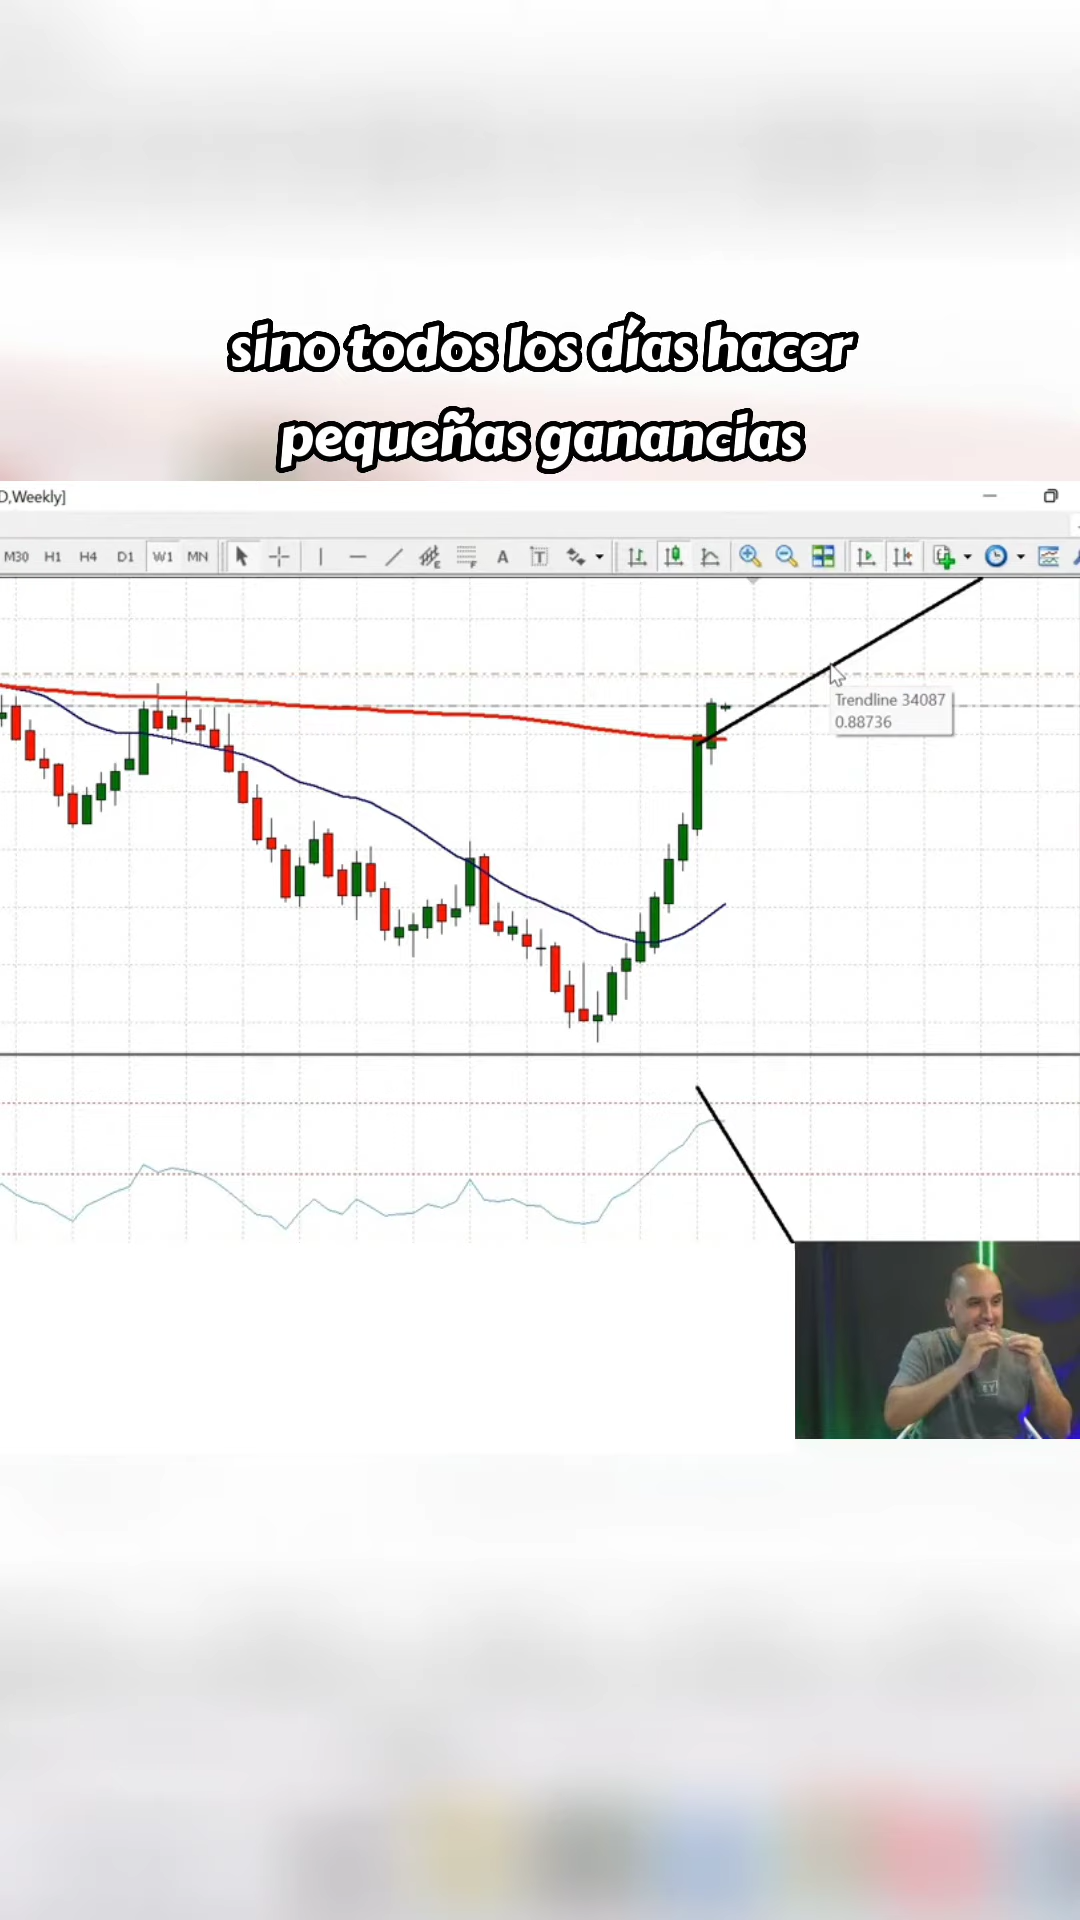 sino todos los días hacer
pequeñas ganancias
D,Weekly]
M30 H1 H4 D1 W1 MN E F A T
Trendline 34087
0.88736